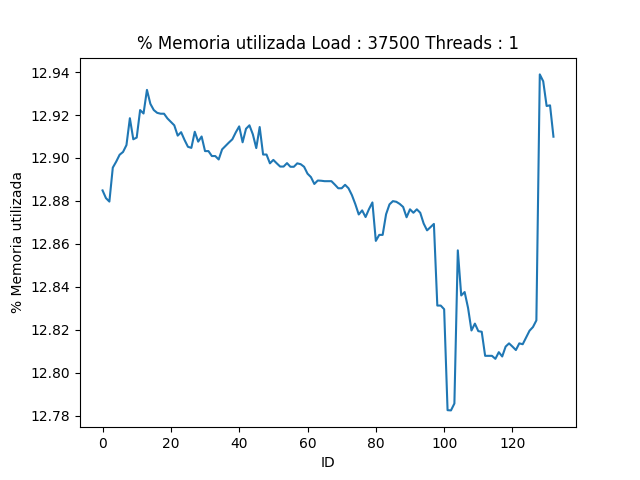 % Memoria utilizada Load : 37500 Threads : 1
12.94
12.92
12.90
12.88
12.86
12.84
12.82
12.80
12.78
% Memoria utilizada
0 20 40 60 80 100 120
ID